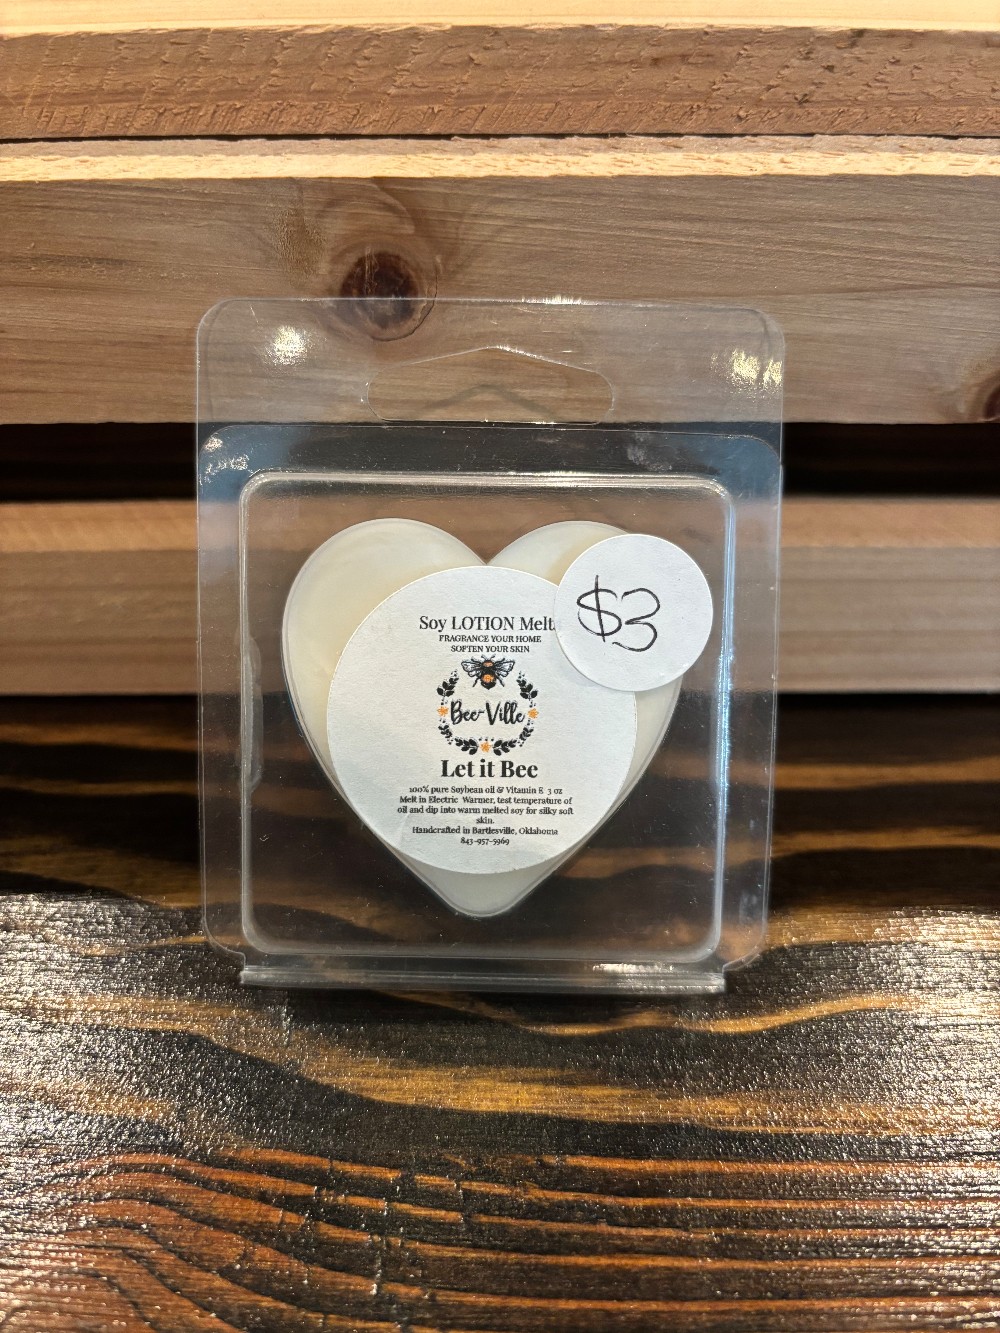 Soy LOTION Melt
$3
FRAGRANCE YOUR HOME
SOFTEN YOUR SKIN
Bee-Ville
Let it Bee
100% pure Soybean oil & Vitamin E 3 oz
Melt in Electric Warmer, test temperature of
oil and dip into warm melted soy for silky soft
skin.
Handcrafted in Bartlesville, Oklahoma
843-957-5969